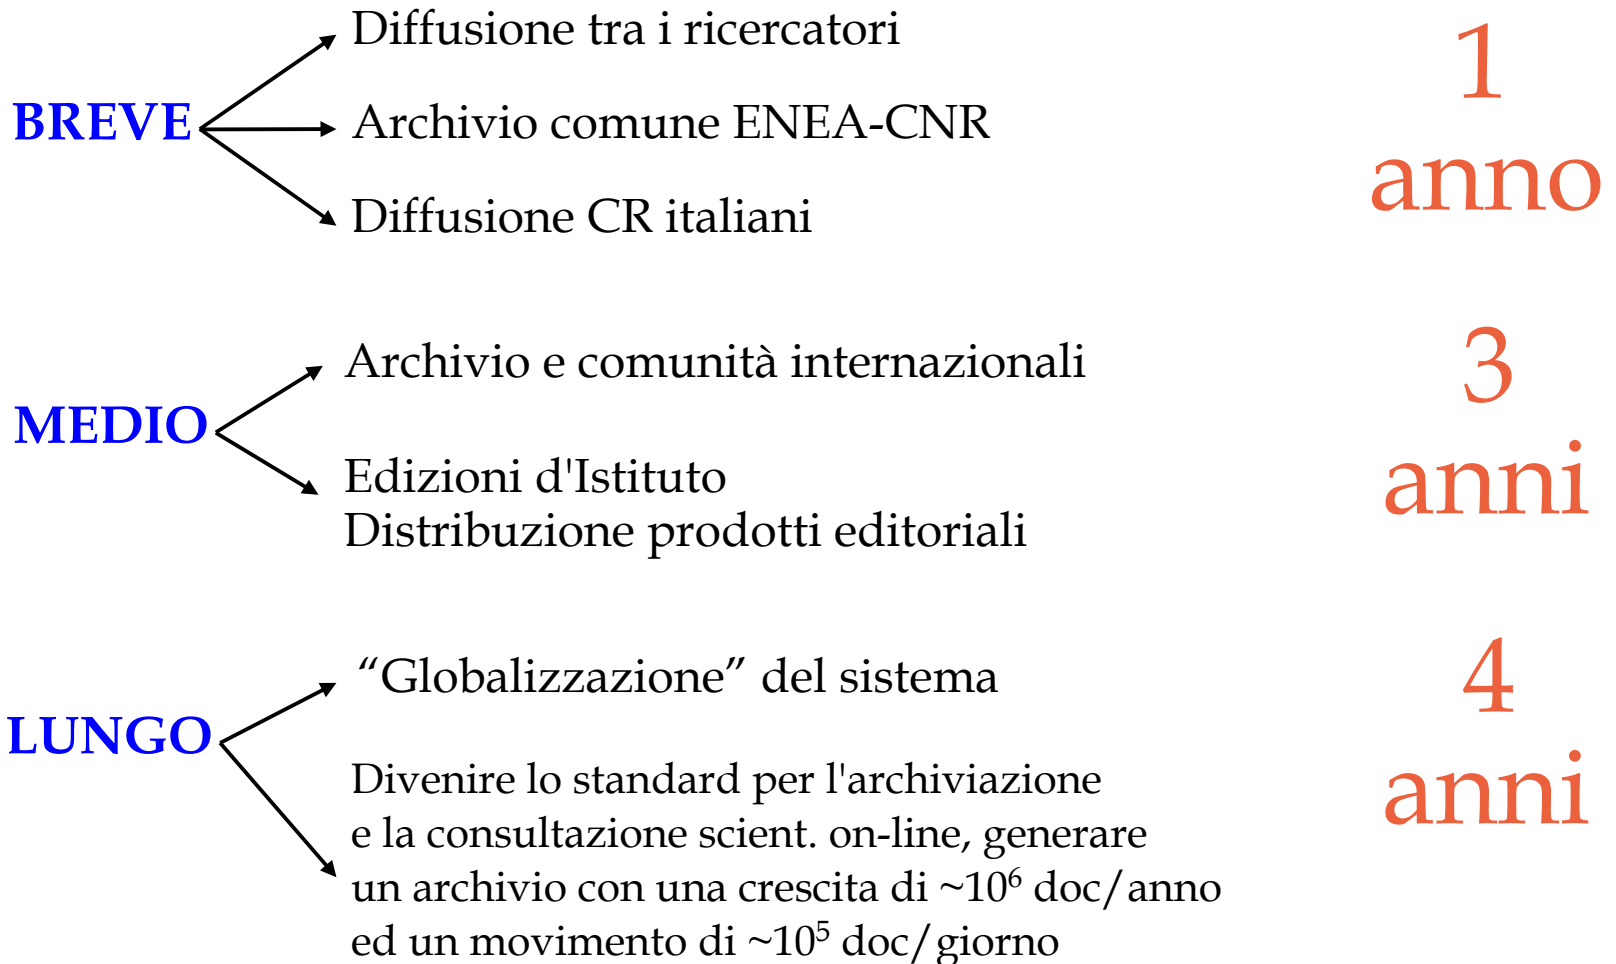 Diffusione tra i ricercatori
BREVE
Archivio comune ENEA-CNR
Diffusione CR italiani
1
anno
Archivio e comunità internazionali
MEDIO
Edizioni d'Istituto
Distribuzione prodotti editoriali
3
anni
“Globalizzazione” del sistema
LUNGO
Divenire lo standard per l'archiviazione
e la consultazione scient. on-line, generare
un archivio con una crescita di ~10⁶ doc/anno
ed un movimento di ~10⁵ doc/giorno
4
anni